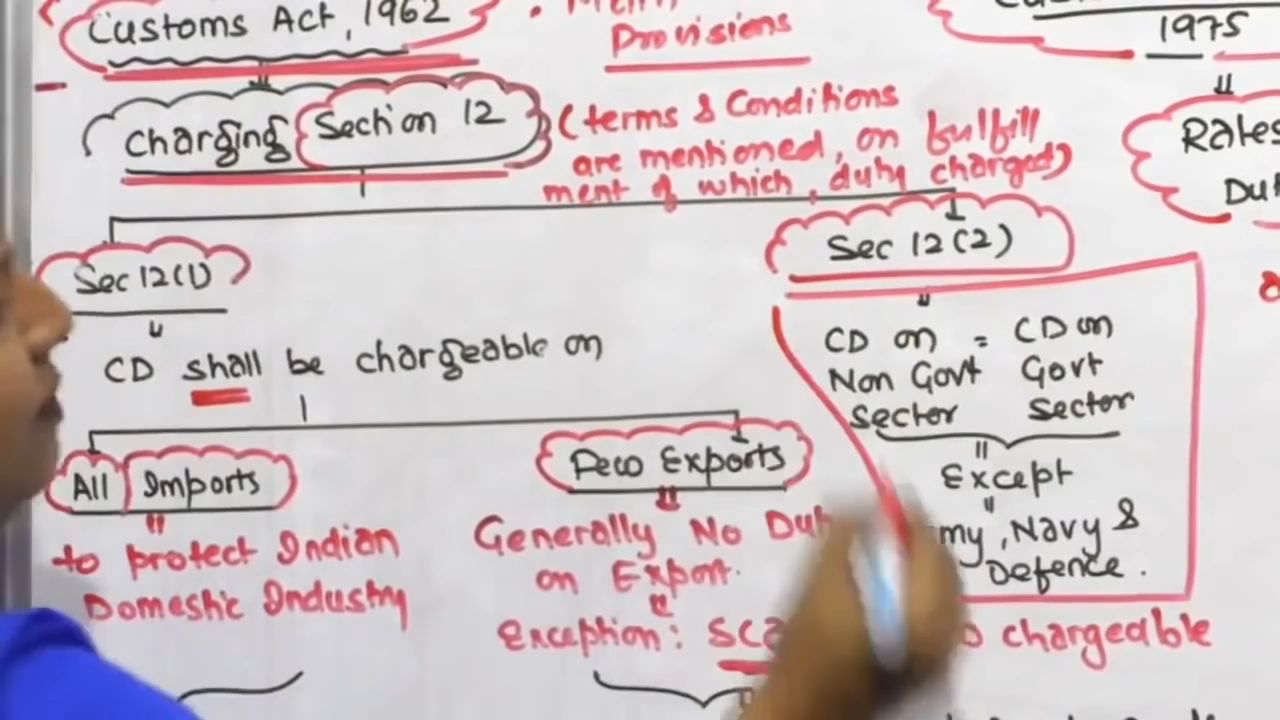 Customs Act, 1962
Provisions
1975
Charging Section 12
(terms & Conditions
are mentioned, on fulfill
ment of which, duty charged)
Rates
Sec 12(1)
CD shall be chargeable on
All Imports
to protect Indian
Domestic Industry
Exports
Generally No
on Export.
Exception:
chargeable
Sec 12(2)
CD on = CD on
Non Govt Govt
Sector Sector
Except
Navy &
Defence.